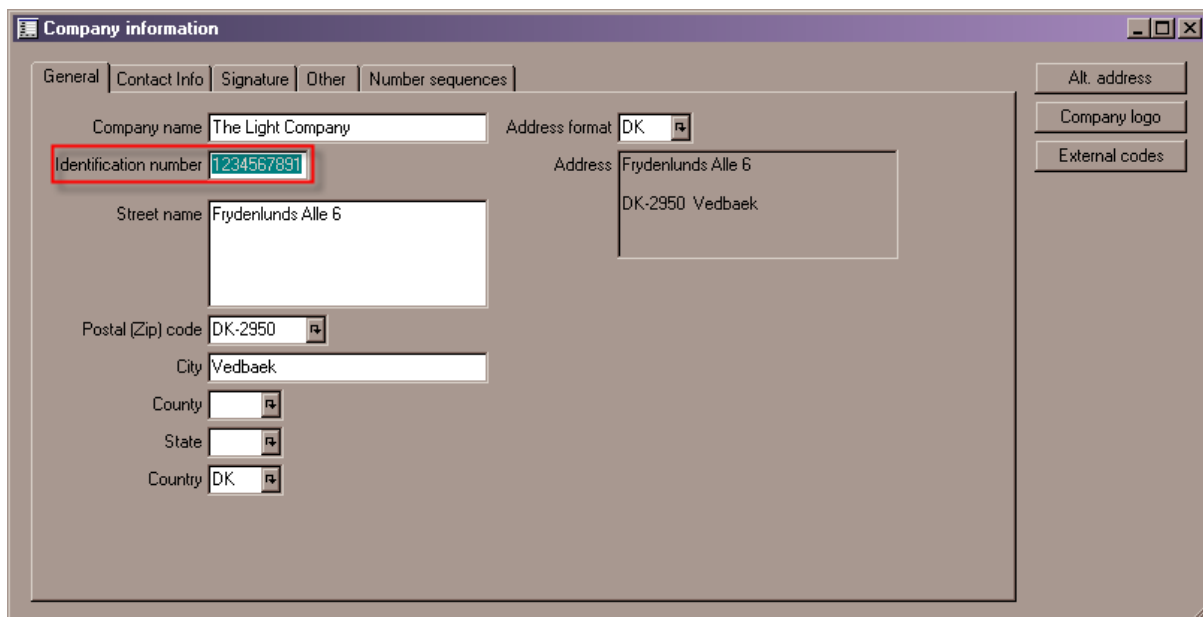 Company information
General Contact Info Signature Other Number sequences
Company name The Light Company
Identification number 1234567891
Street name Frydenlunds Alle 6
Postal (Zip) code DK-2950
City Vedbaek
County
State
Country DK
Address format DK
Address Frydenlunds Alle 6
DK-2950 Vedbaek
Alt. address
Company logo
External codes